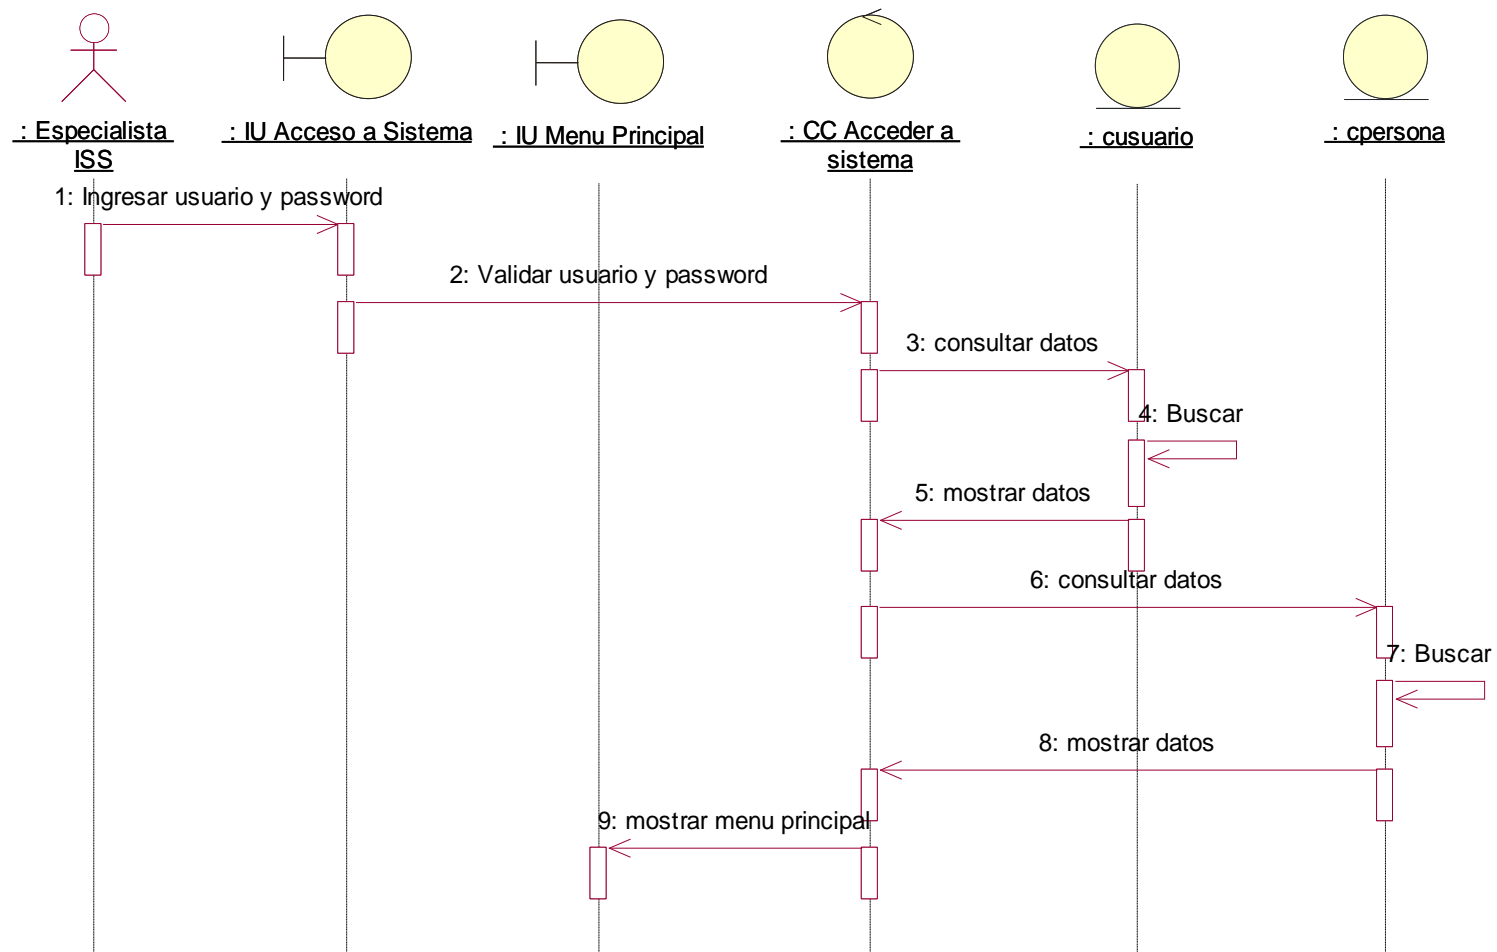 : Especialista
ISS
: IU Acceso a Sistema
: IU Menu Principal
: CC Acceder a
sistema
: cusuario
: cpersona
1: Ingresar usuario y password
2: Validar usuario y password
3: consultar datos
4: Buscar
5: mostrar datos
6: consultar datos
7: Buscar
8: mostrar datos
9: mostrar menu principal